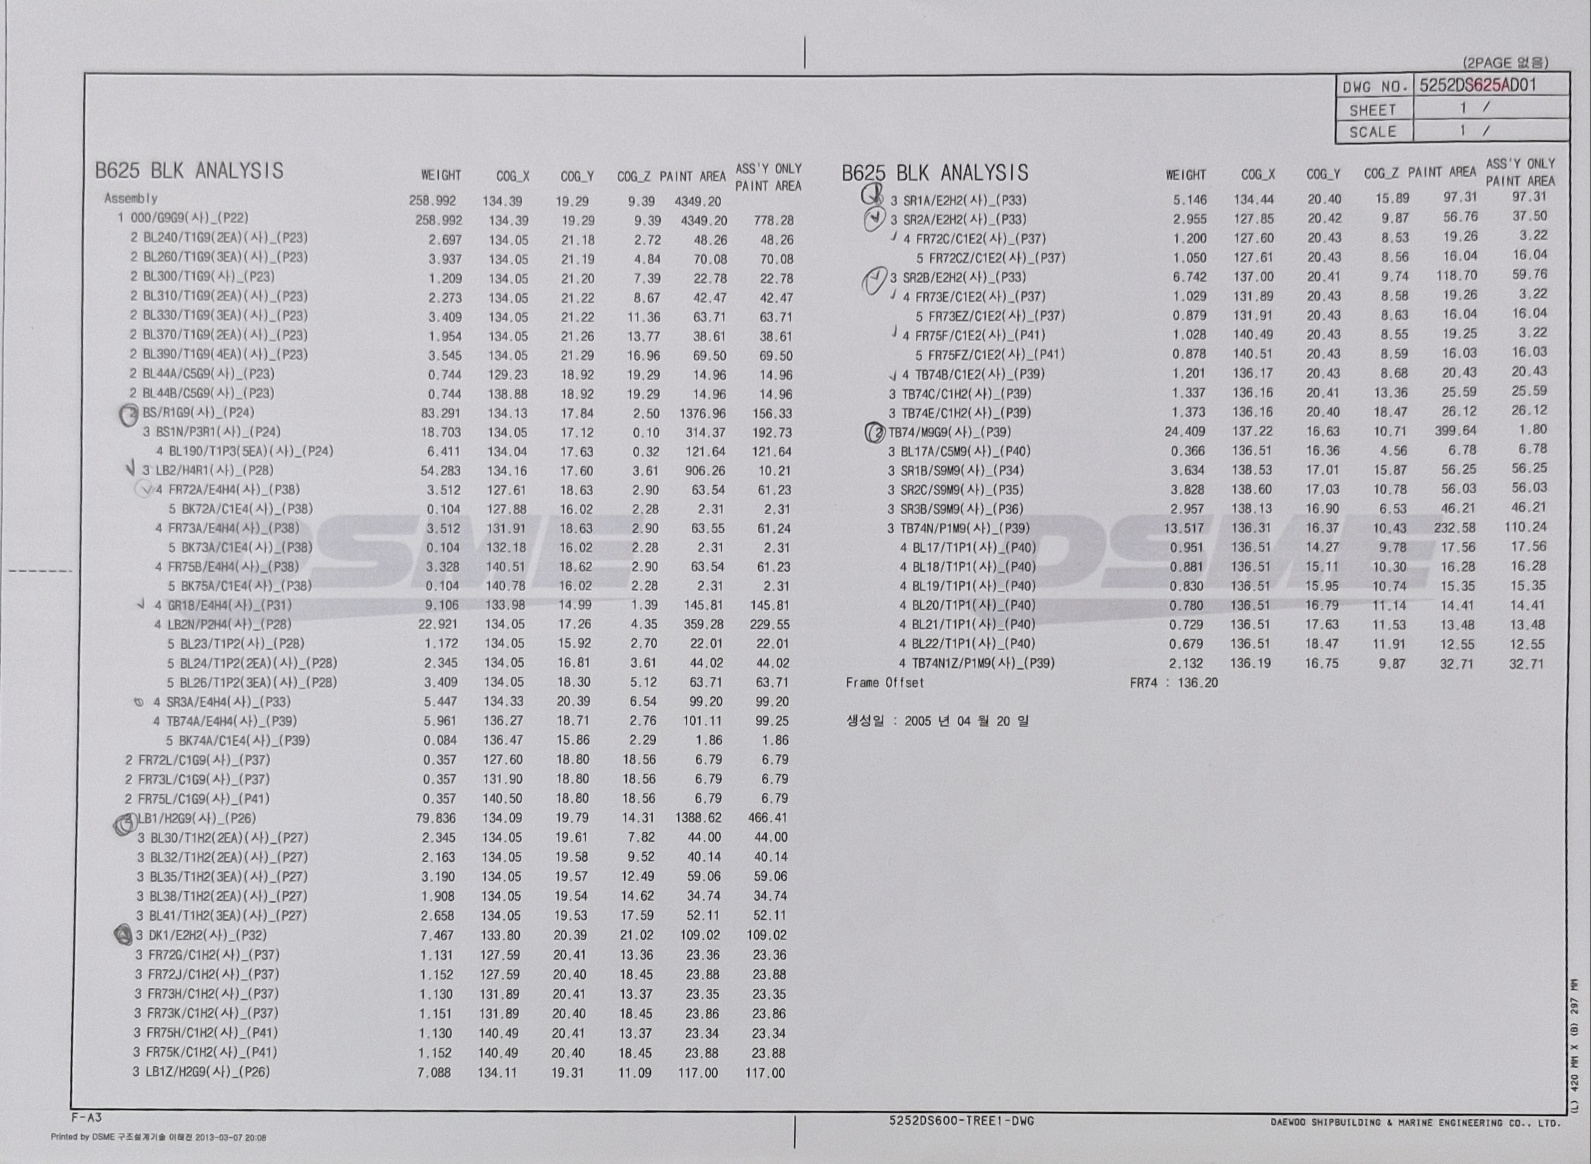 (2PAGE 없음)
DWG NO. 5252DS625AD01
SHEET 1 /
SCALE 1 /
B625 BLK ANALYSIS WEIGHT COG_X COG_Y COG_Z PAINT AREA ASS'Y ONLY PAINT AREA
Assembly 258.992 134.39 19.29 9.39 4349.20
1 000/G9G9(사)_(P22) 258.992 134.39 19.29 9.39 4349.20 778.28
2 BL240/T1G9(2EA)(사)_(P23) 2.697 134.05 21.18 2.72 48.26 48.26
2 BL260/T1G9(3EA)(사)_(P23) 3.937 134.05 21.19 4.84 70.08 70.08
2 BL300/T1G9(사)_(P23) 1.209 134.05 21.20 7.39 22.78 22.78
2 BL310/T1G9(2EA)(사)_(P23) 2.273 134.05 21.22 8.67 42.47 42.47
2 BL330/T1G9(3EA)(사)_(P23) 3.409 134.05 21.22 11.36 63.71 63.71
2 BL370/T1G9(2EA)(사)_(P23) 1.954 134.05 21.26 13.77 38.61 38.61
2 BL390/T1G9(4EA)(사)_(P23) 3.545 134.05 21.29 16.96 69.50 69.50
2 BL44A/C5G9(사)_(P23) 0.744 129.23 18.92 19.29 14.96 14.96
2 BL44B/C5G9(사)_(P23) 0.744 138.88 18.92 19.29 14.96 14.96
2 BS/R1G9(사)_(P24) 83.291 134.13 17.84 2.50 1376.96 156.33
3 BS1N/P3R1(사)_(P24) 18.703 134.05 17.12 0.10 314.37 192.73
4 BL190/T1P3(5EA)(사)_(P24) 6.411 134.04 17.63 0.32 121.64 121.64
3 LB2/H4R1(사)_(P28) 54.283 134.16 17.60 3.61 906.26 10.21
4 FR72A/E4H4(사)_(P38) 3.512 127.61 18.63 2.90 63.54 61.23
5 BK72A/C1E4(사)_(P38) 0.104 127.88 16.02 2.28 2.31 2.31
4 FR73A/E4H4(사)_(P38) 3.512 131.91 18.63 2.90 63.55 61.24
5 BK73A/C1E4(사)_(P38) 0.104 132.18 16.02 2.28 2.31 2.31
4 FR75B/E4H4(사)_(P38) 3.328 140.51 18.62 2.90 63.54 61.23
5 BK75A/C1E4(사)_(P38) 0.104 140.78 16.02 2.28 2.31 2.31
4 GR18/E4H4(사)_(P31) 9.106 133.98 14.99 1.39 145.81 145.81
4 LB2N/P2H4(사)_(P28) 22.921 134.05 17.26 4.35 359.28 229.55
5 BL23/T1P2(사)_(P28) 1.172 134.05 15.92 2.70 22.01 22.01
5 BL24/T1P2(2EA)(사)_(P28) 2.345 134.05 16.81 3.61 44.02 44.02
5 BL26/T1P2(3EA)(사)_(P28) 3.409 134.05 18.30 5.12 63.71 63.71
4 SR3A/E4H4(사)_(P33) 5.447 134.33 20.39 6.54 99.20 99.20
4 TB74A/E4H4(사)_(P39) 5.961 136.27 18.71 2.76 101.11 99.25
5 BK74A/C1E4(사)_(P39) 0.084 136.47 15.86 2.29 1.86 1.86
2 FR72L/C1G9(사)_(P37) 0.357 127.60 18.80 18.56 6.79 6.79
2 FR73L/C1G9(사)_(P37) 0.357 131.90 18.80 18.56 6.79 6.79
2 FR75L/C1G9(사)_(P41) 0.357 140.50 18.80 18.56 6.79 6.79
2 LB1/H2G9(사)_(P26) 79.836 134.09 19.79 14.31 1388.62 466.41
3 BL30/T1H2(2EA)(사)_(P27) 2.345 134.05 19.61 7.82 44.00 44.00
3 BL32/T1H2(2EA)(사)_(P27) 2.163 134.05 19.58 9.52 40.14 40.14
3 BL35/T1H2(3EA)(사)_(P27) 3.190 134.05 19.57 12.49 59.06 59.06
3 BL38/T1H2(2EA)(사)_(P27) 1.908 134.05 19.54 14.62 34.74 34.74
3 BL41/T1H2(3EA)(사)_(P27) 2.658 134.05 19.53 17.59 52.11 52.11
3 DK1/E2H2(사)_(P32) 7.467 133.80 20.39 21.02 109.02 109.02
3 FR72G/C1H2(사)_(P37) 1.131 127.59 20.41 13.36 23.36 23.36
3 FR72J/C1H2(사)_(P37) 1.152 127.59 20.40 18.45 23.88 23.88
3 FR73H/C1H2(사)_(P37) 1.130 131.89 20.41 13.37 23.35 23.35
3 FR73K/C1H2(사)_(P37) 1.151 131.89 20.40 18.45 23.86 23.86
3 FR75H/C1H2(사)_(P41) 1.130 140.49 20.41 13.37 23.34 23.34
3 FR75K/C1H2(사)_(P41) 1.152 140.49 20.40 18.45 23.88 23.88
3 LB1Z/H2G9(사)_(P26) 7.088 134.11 19.31 11.09 117.00 117.00
B625 BLK ANALYSIS WEIGHT COG_X COG_Y COG_Z PAINT AREA ASS'Y ONLY PAINT AREA
3 SR1A/E2H2(사)_(P33) 5.146 134.44 20.40 15.89 97.31 97.31
3 SR2A/E2H2(사)_(P33) 2.955 127.85 20.42 9.87 56.76 37.50
4 FR72C/C1E2(사)_(P37) 1.200 127.60 20.43 8.53 19.26 3.22
5 FR72CZ/C1E2(사)_(P37) 1.050 127.61 20.43 8.56 16.04 16.04
3 SR2B/E2H2(사)_(P33) 6.742 137.00 20.41 9.74 118.70 59.76
4 FR73E/C1E2(사)_(P37) 1.029 131.89 20.43 8.58 19.26 3.22
5 FR73EZ/C1E2(사)_(P37) 0.879 131.91 20.43 8.63 16.04 16.04
4 FR75F/C1E2(사)_(P41) 1.028 140.49 20.43 8.55 19.25 3.22
5 FR75FZ/C1E2(사)_(P41) 0.878 140.51 20.43 8.59 16.03 16.03
4 TB74B/C1E2(사)_(P39) 1.201 136.17 20.43 8.68 20.43 20.43
3 TB74C/C1H2(사)_(P39) 1.337 136.16 20.41 13.36 25.59 25.59
3 TB74E/C1H2(사)_(P39) 1.373 136.16 20.40 18.47 26.12 26.12
2 TB74/M9G9(사)_(P39) 24.409 137.22 16.63 10.71 399.64 1.80
3 BL17A/C5M9(사)_(P40) 0.366 136.51 16.36 4.56 6.78 6.78
3 SR1B/S9M9(사)_(P34) 3.634 138.53 17.01 15.87 56.25 56.25
3 SR2C/S9M9(사)_(P35) 3.828 138.60 17.03 10.78 56.03 56.03
3 SR3B/S9M9(사)_(P36) 2.957 138.13 16.90 6.53 46.21 46.21
3 TB74N/P1M9(사)_(P39) 13.517 136.31 16.37 10.43 232.58 110.24
4 BL17/T1P1(사)_(P40) 0.951 136.51 14.27 9.78 17.56 17.56
4 BL18/T1P1(사)_(P40) 0.881 136.51 15.11 10.30 16.28 16.28
4 BL19/T1P1(사)_(P40) 0.830 136.51 15.95 10.74 15.35 15.35
4 BL20/T1P1(사)_(P40) 0.780 136.51 16.79 11.14 14.41 14.41
4 BL21/T1P1(사)_(P40) 0.729 136.51 17.63 11.53 13.48 13.48
4 BL22/T1P1(사)_(P40) 0.679 136.51 18.47 11.91 12.55 12.55
4 TB74N1Z/P1M9(사)_(P39) 2.132 136.19 16.75 9.87 32.71 32.71
Frame Offset FR74 : 136.20
생성일 : 2005 년 04 월 20 일
DSME DSME
(L) 420 MM X (B) 297 MM
F-A3
5252DS600-TREE1-DWG
DAEWOO SHIPBUILDING & MARINE ENGINEERING CO., LTD.
Printed by DSME 구조설계기술 2013-03-07 20:08